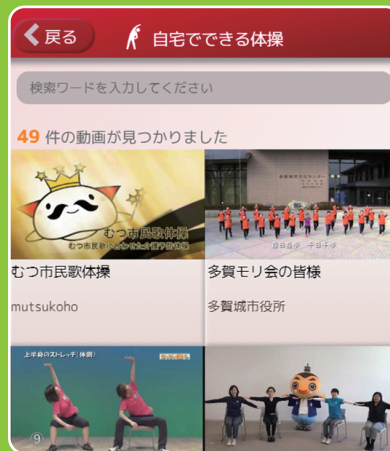 戻る
自宅でできる体操
検索ワードを入力してください
49 件の動画が見つかりました
むつ市民歌体操
むつ市民歌に合わせた介護予防体操
むつ市民歌体操
多賀モリ会の皆様
mutsukoho
多賀城市役所
上半身のストレッチ(体側)
⑨